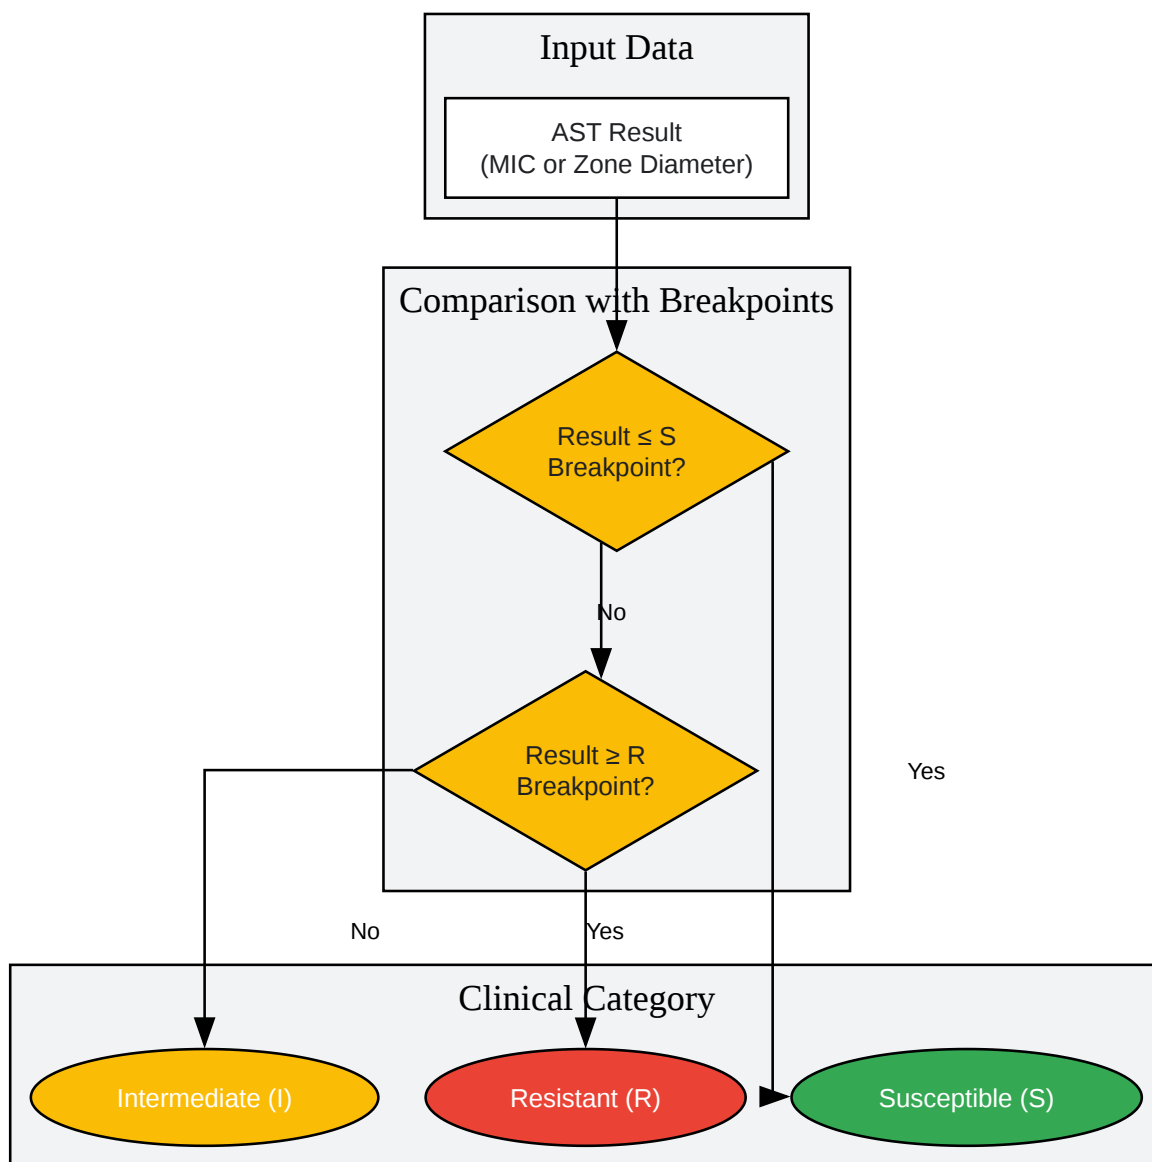 Input Data
AST Result
(MIC or Zone Diameter)
Comparison with Breakpoints
Result ≤ S
Breakpoint?
No
Result ≥ R
Breakpoint?
Yes
No
Yes
Clinical Category
Intermediate (I)
Resistant (R)
Susceptible (S)